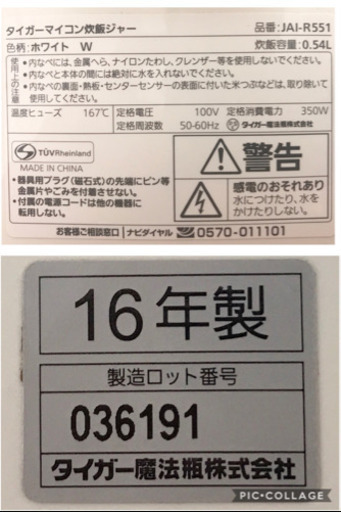 タイガーマイコン炊飯ジャー 品番:JAI-R551
色柄:ホワイト W 炊飯容量:0.54L
使用上の注意
•内なべには、金属へら、ナイロンたわし、クレンザー等を使用しないでください。
•内なべと本体の間には絶対に水を入れないでください。
•内なべの裏面・熱板・センターセンサーの表面に付いた米つぶなどは、取り除いて使用してください。
温度ヒューズ 167℃ 定格電圧 100V 定格消費電力 350W
定格周波数 50-60Hz タイガー魔法瓶株式会社
TÜVRheinland
MADE IN CHINA
•器具用プラグ(磁石式)の先端にピン等
金属片やごみを付着させない。
•付属の電源コードは他の機器に
転用しない。
警告
感電のおそれあり
水につけたり、水を
かけたりしない。
お客様ご相談窓口 ナビダイヤル 0570-011101
16年製
製造ロット番号
036191
タイガー魔法瓶株式会社
PIC•COLLAGE